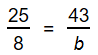 25/8 = 43/b